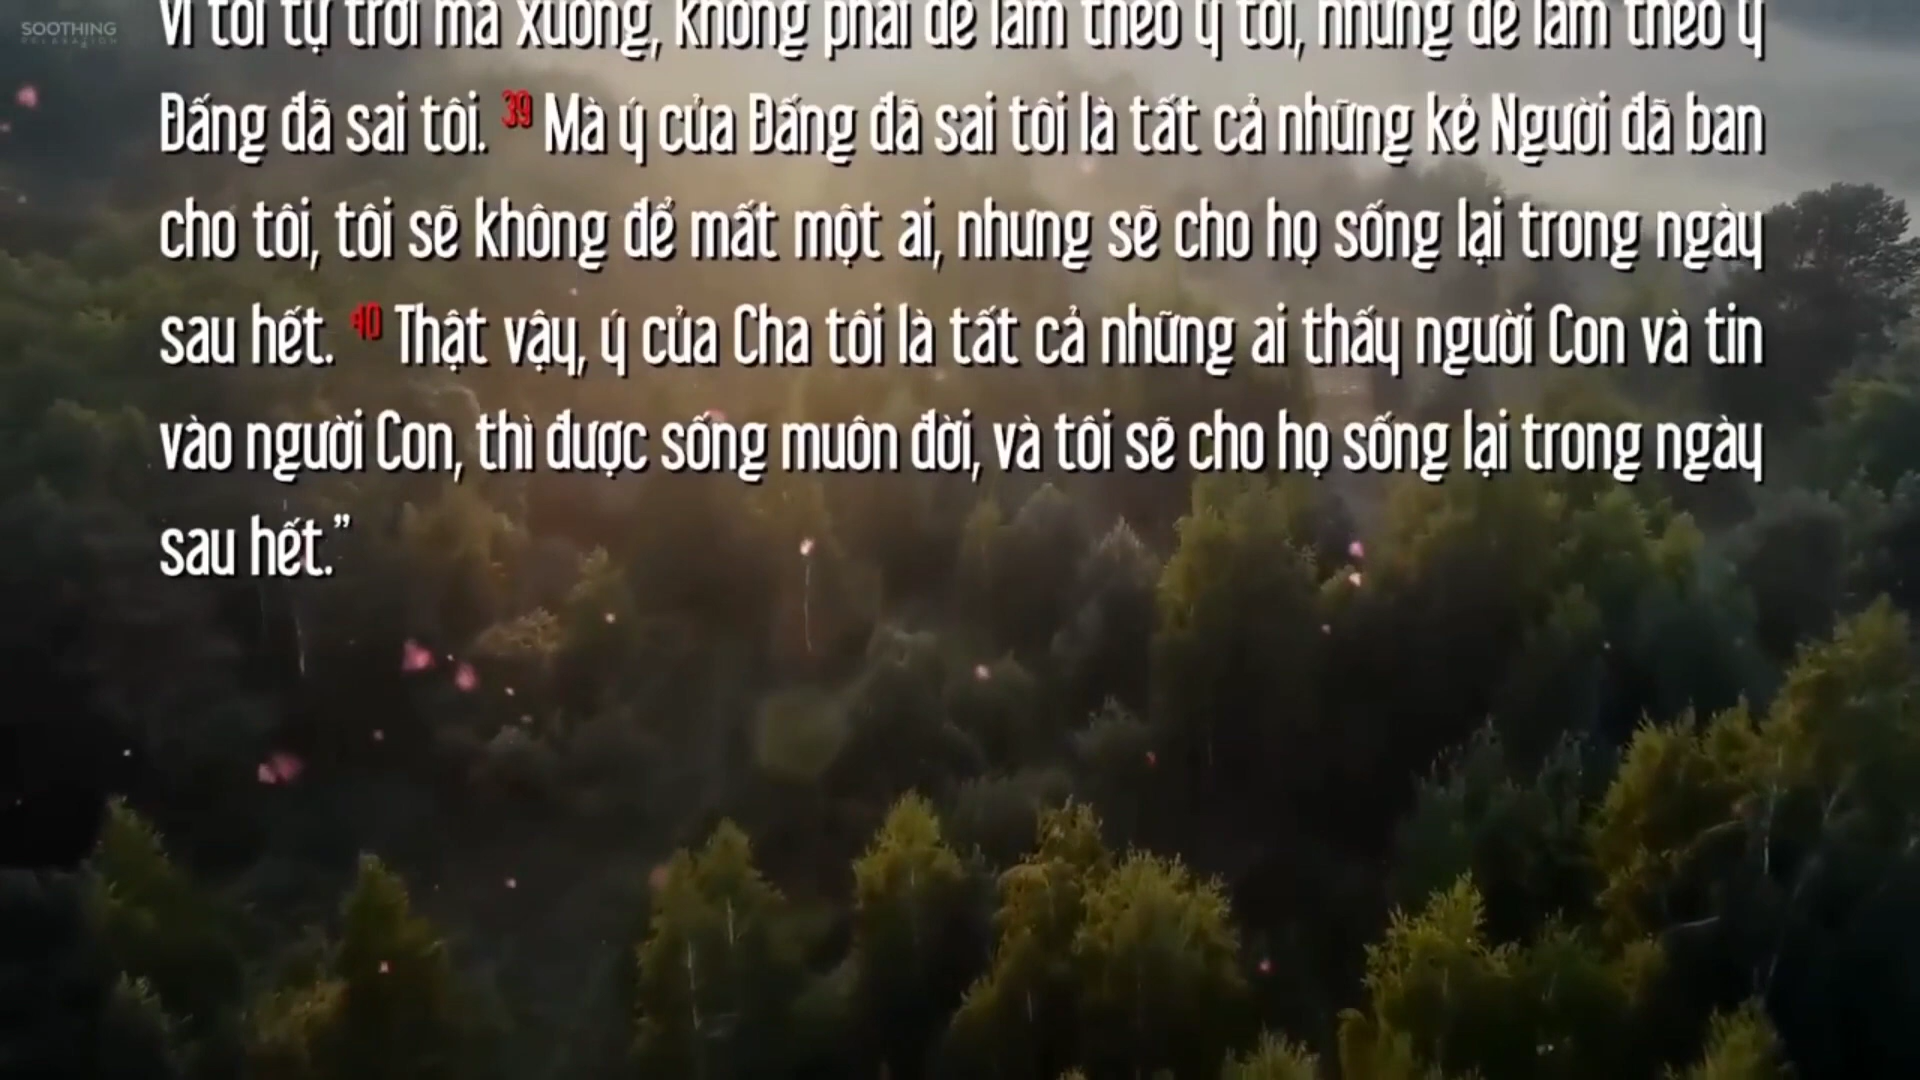 SOOTHING
RELAXATION
vì tôi tự trời mà xuống, không phải để làm theo ý tôi, nhưng để làm theo ý
Đấng đã sai tôi. 39 Mà ý của Đấng đã sai tôi là tất cả những kẻ Người đã ban
cho tôi, tôi sẽ không để mất một ai, nhưng sẽ cho họ sống lại trong ngày
sau hết. 40 Thật vậy, ý của Cha tôi là tất cả những ai thấy người Con và tin
vào người Con, thì được sống muôn đời, và tôi sẽ cho họ sống lại trong ngày
sau hết.”